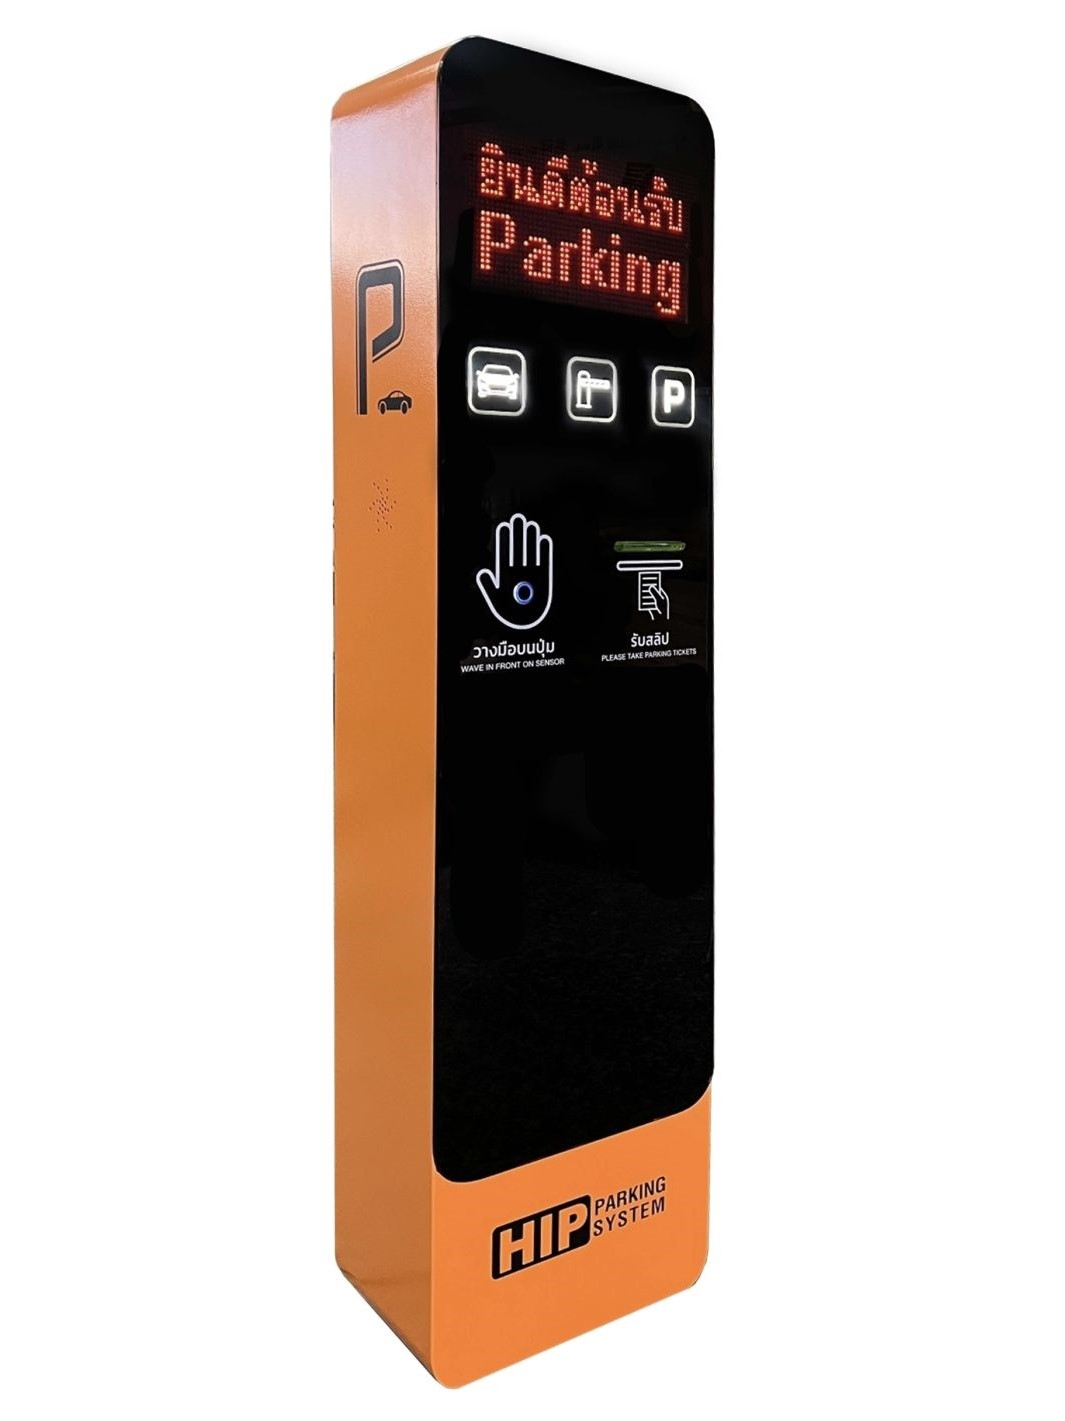 ยินดีต้อนรับ
Parking
P
P
วางมือบนปุ่ม
WAVE IN FRONT ON SENSOR
รับสลิป
PLEASE TAKE PARKING TICKETS
HIP PARKING
SYSTEM